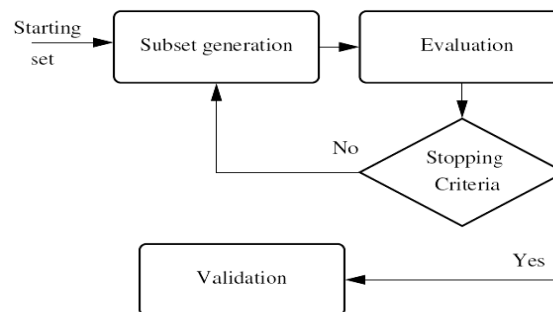 Starting
set
Subset generation
Evaluation
No
Stopping
Criteria
Yes
Validation